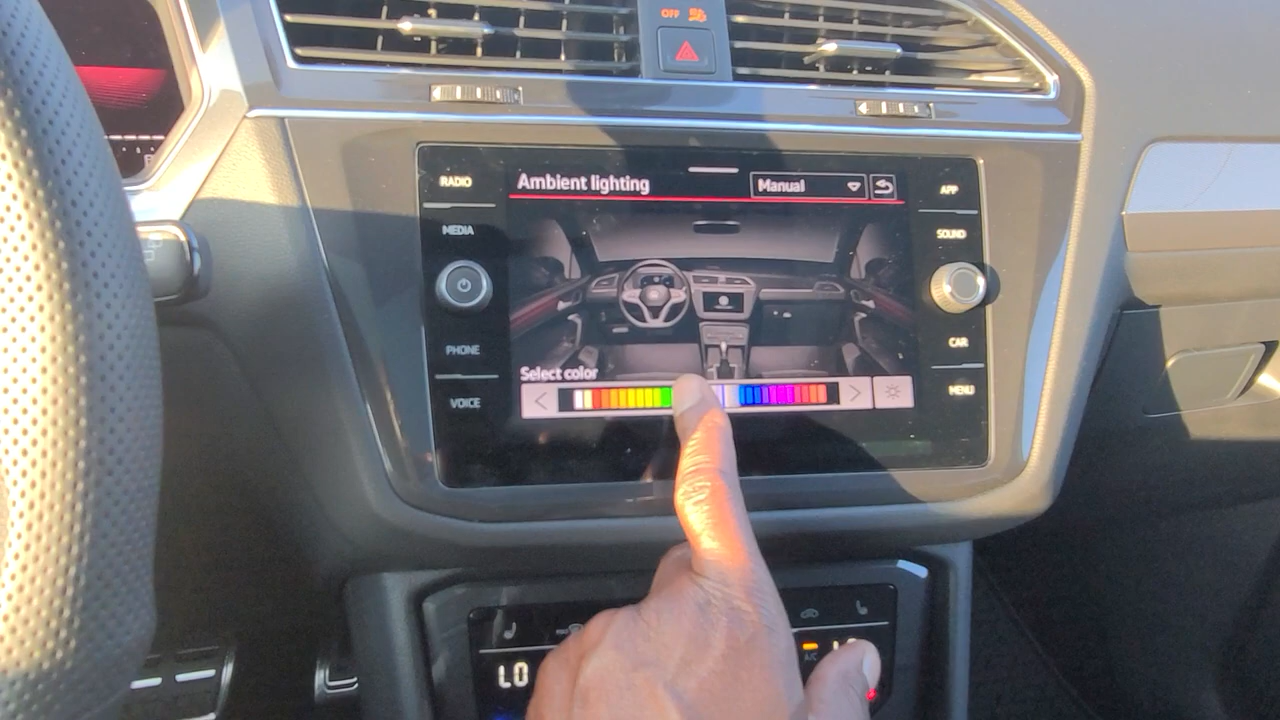 OFF
RADIO
Ambient lighting
Manual
APP
MEDIA
SOUND
PHONE
CAR
Select color
VOICE
MENU
LO
A/C